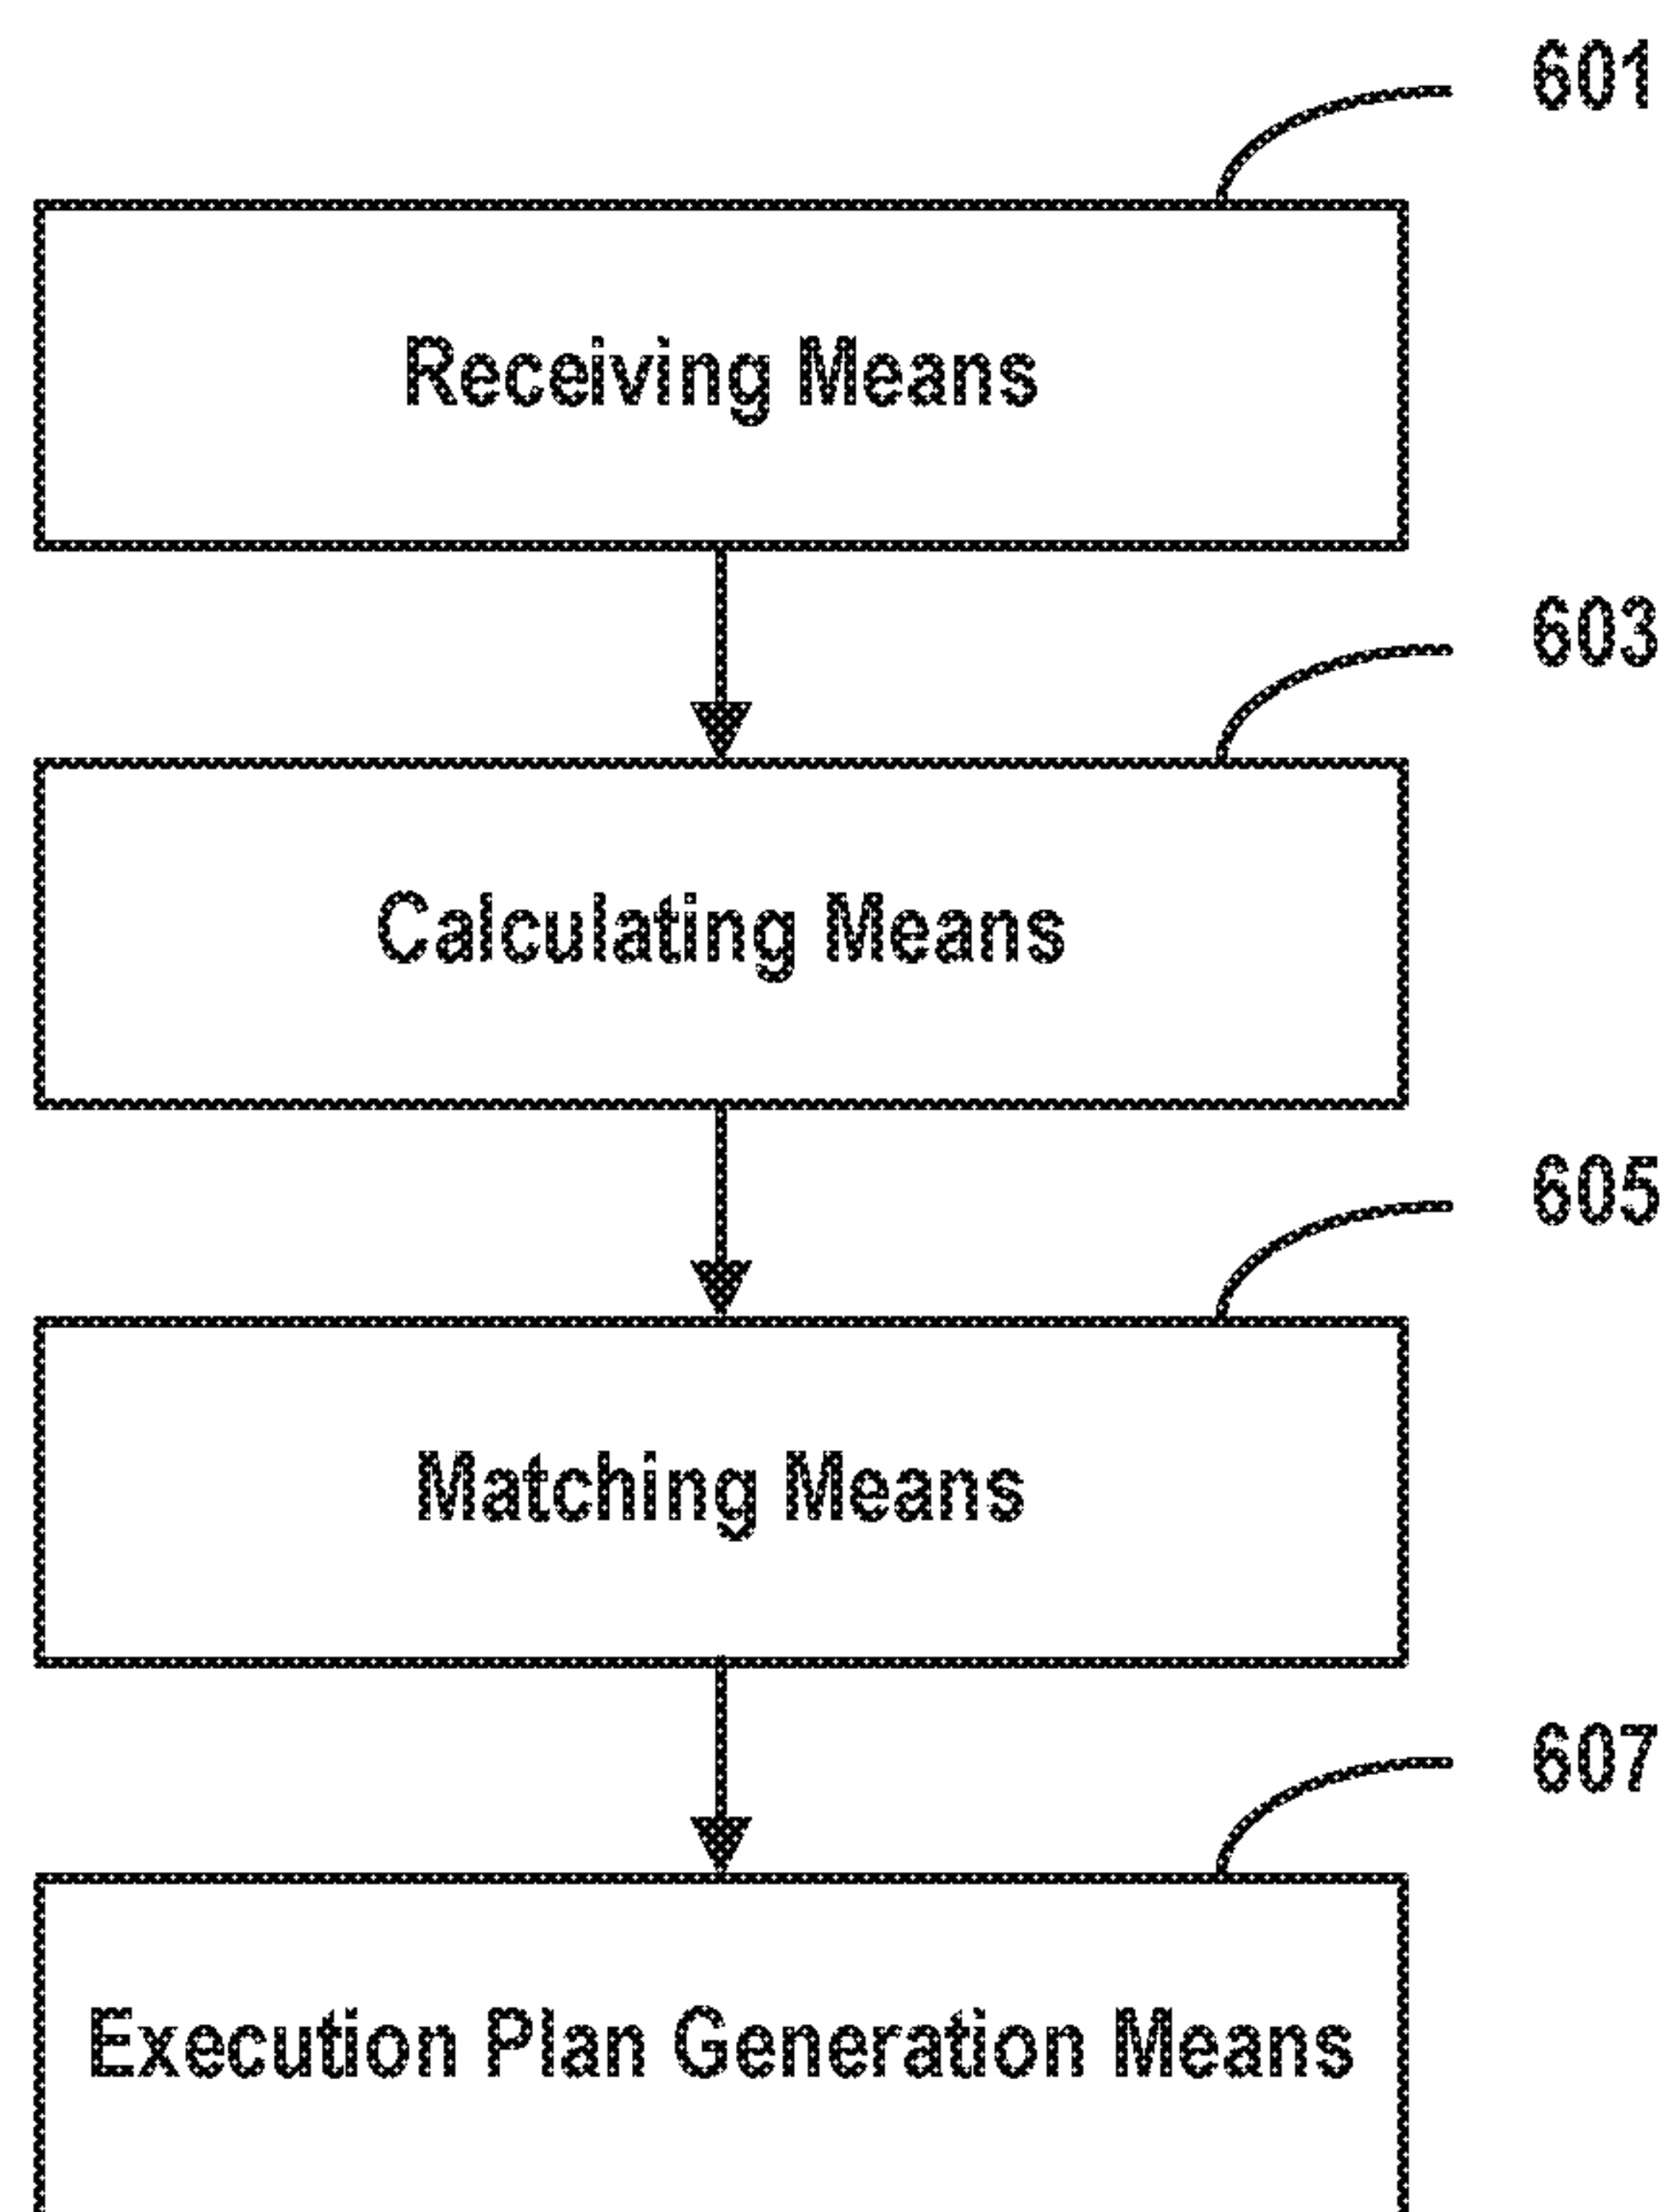 601
Receiving Means
603
Calculating Means
605
Matching Means
607
Execution Plan Generation Means